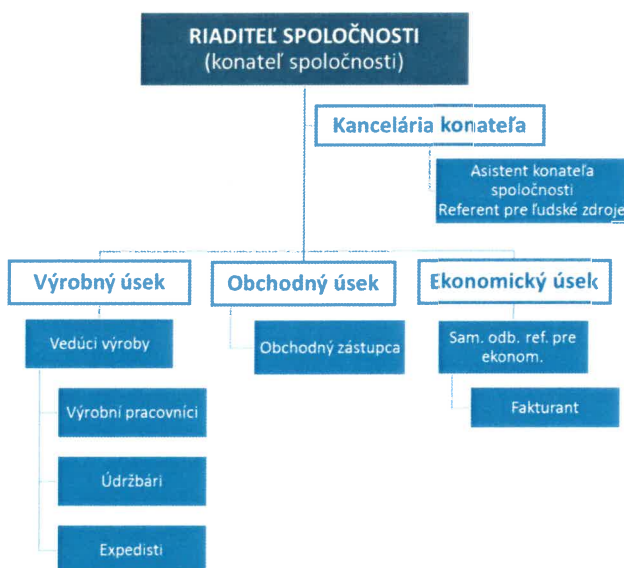 RIADITEĽ SPOLOČNOSTI
(konateľ spoločnosti)
Kancelária konateľa
Asistent konateľa
spoločnosti
Referent pre ľudské zdroje
Výrobný úsek
Obchodný úsek
Ekonomický úsek
Vedúci výroby
Obchodný zástupca
Sam. odb. ref. pre
ekonom.
Výrobní pracovníci
Fakturant
Údržbári
Expedisti